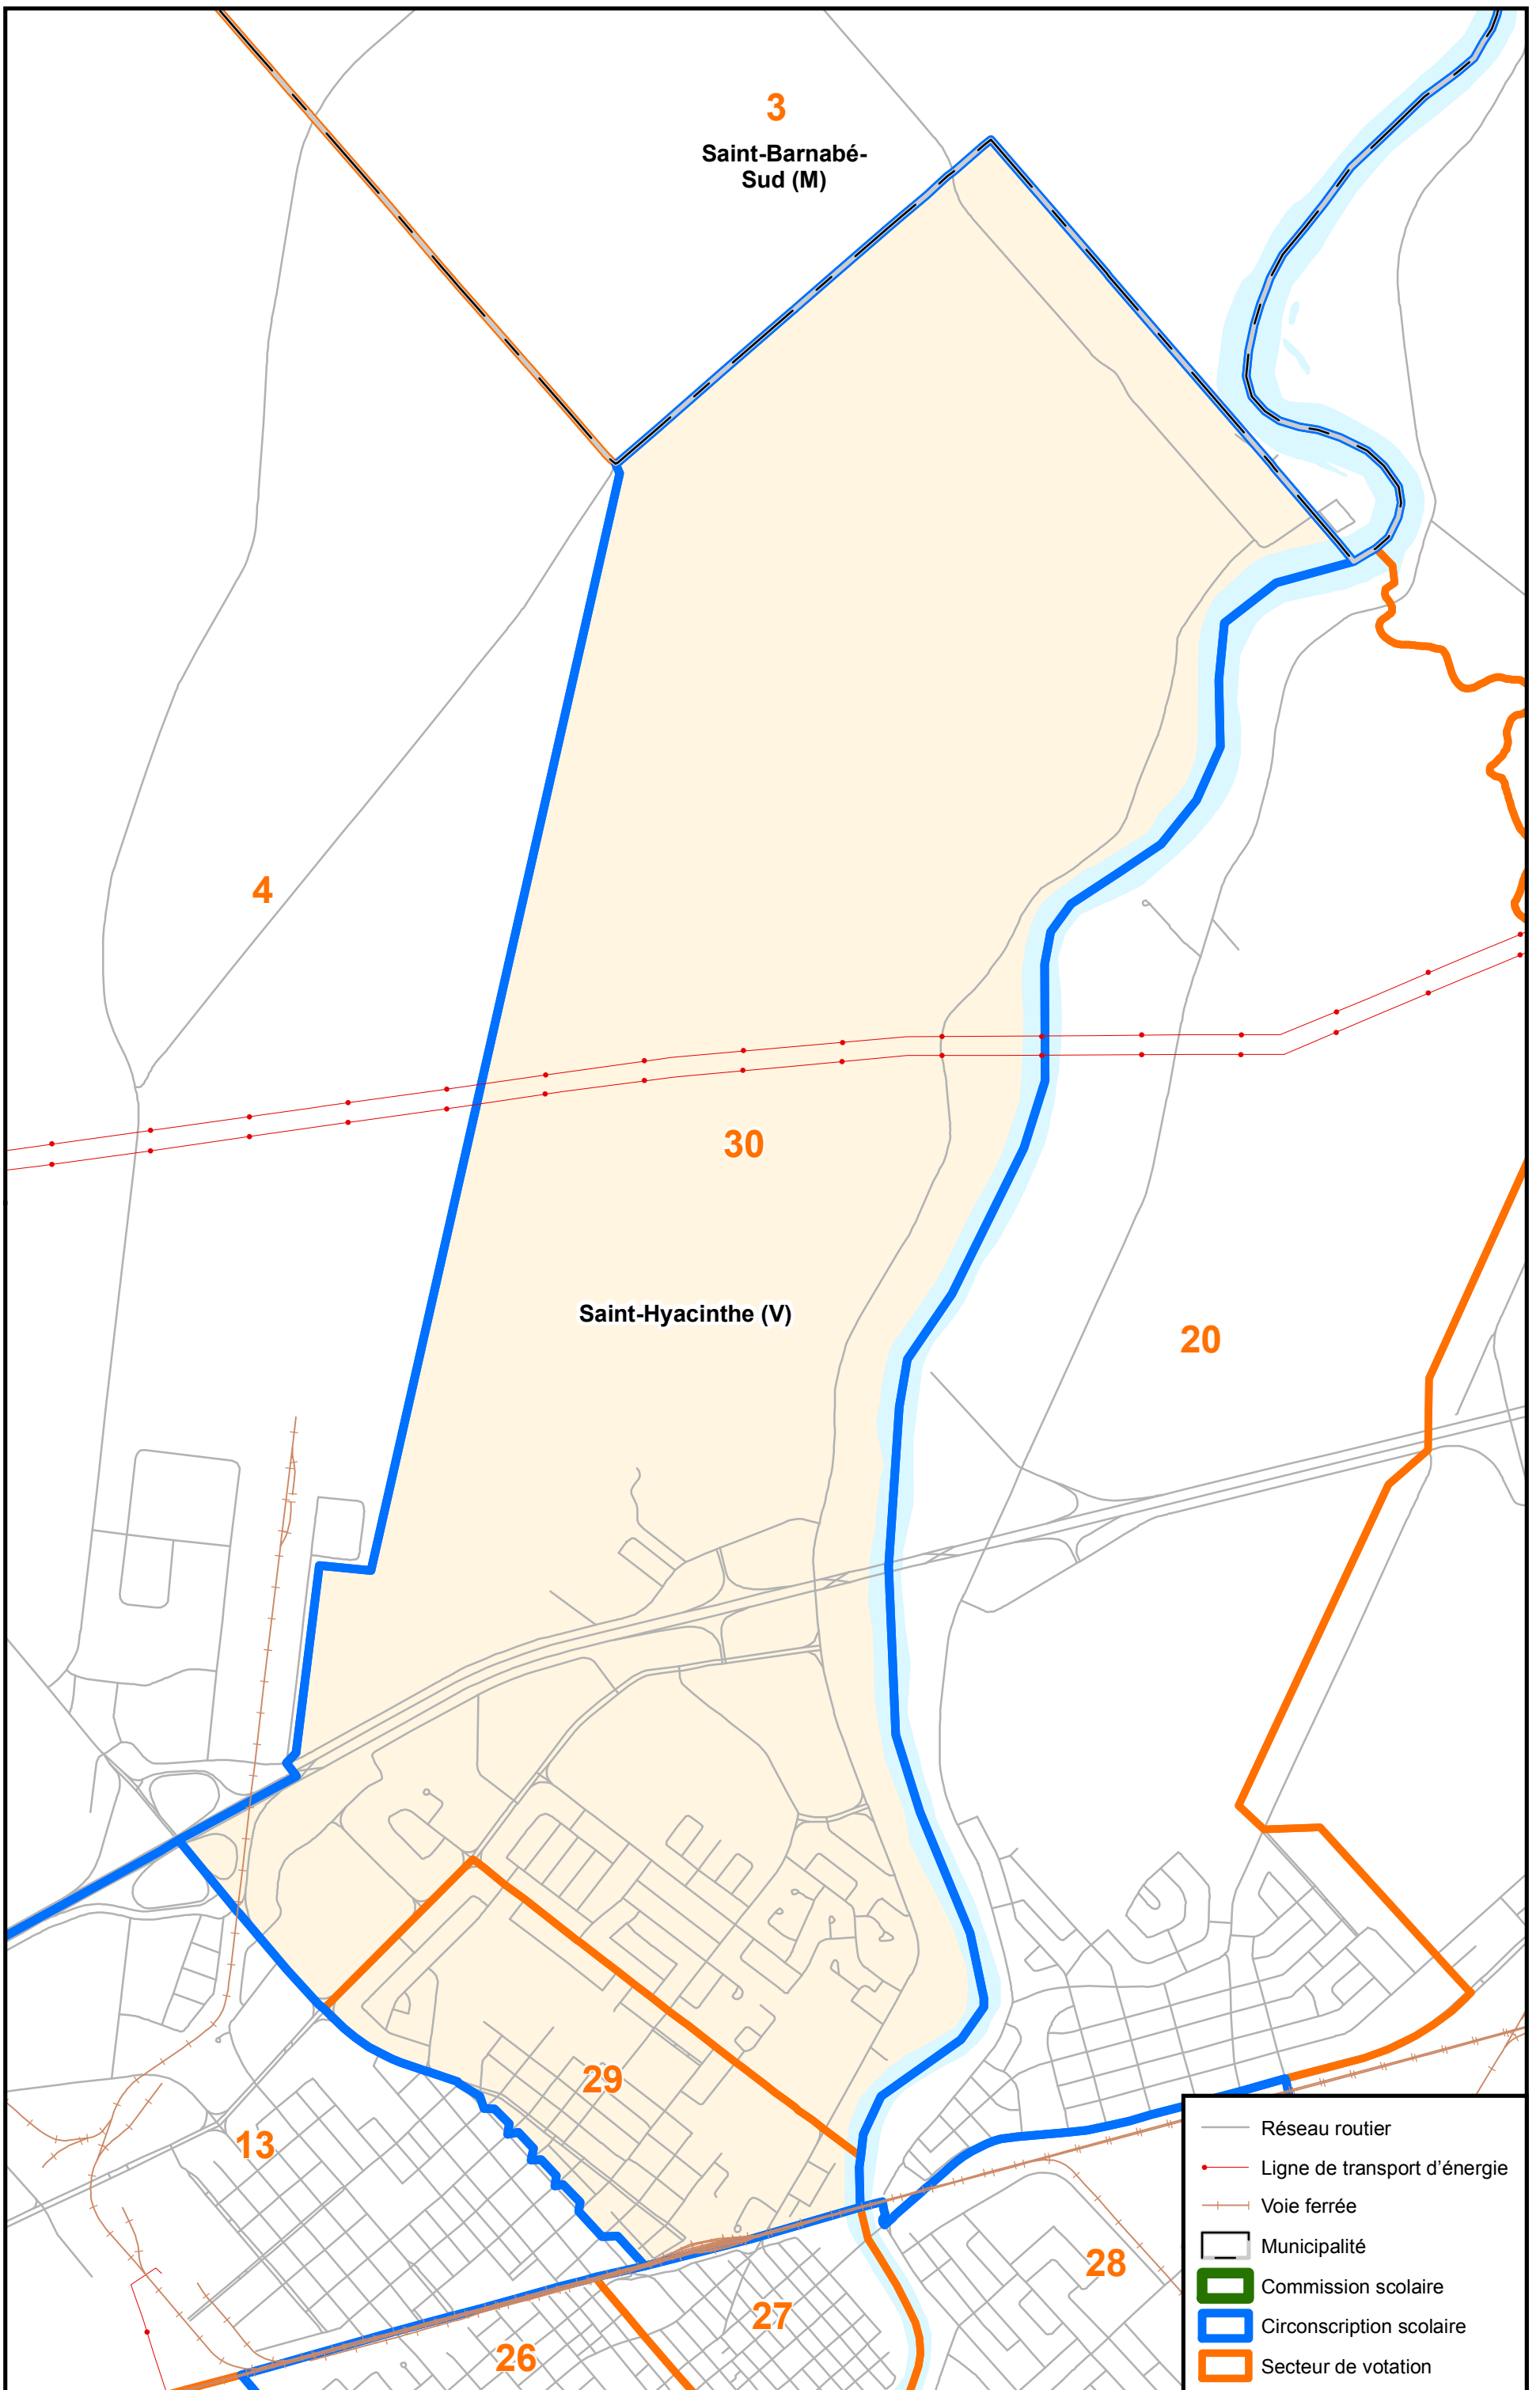 3
Saint-Barnabé-
Sud (M)
4
30
Saint-Hyacinthe (V)
20
29
13
28
27
26
Réseau routier
Ligne de transport d'énergie
Voie ferrée
Municipalité
Commission scolaire
Circonscription scolaire
Secteur de votation